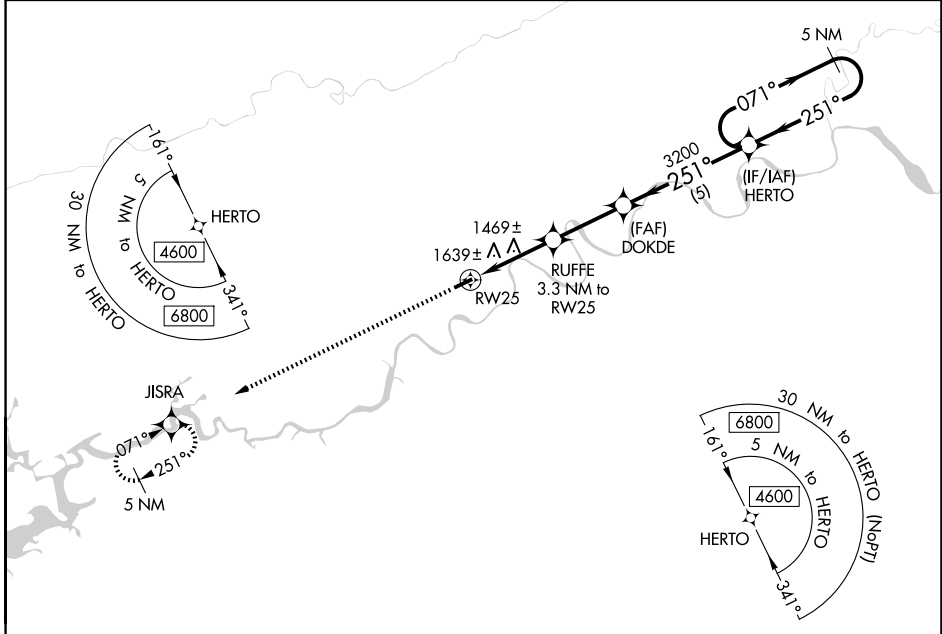 5 NM
071°
251°
3200
251°
(5)
(IF/IAF)
HERTO
(FAF)
DOKDE
1469±
1639±
RUFFE
3.3 NM to
RW25
RW25
161°
30 NM to HERTO
5 NM to HERTO
HERTO
4600
6800
341°
JISRA
071°
251°
5 NM
30 NM to HERTO (NoPT)
6800
161°
5 NM to HERTO
4600
HERTO
341°